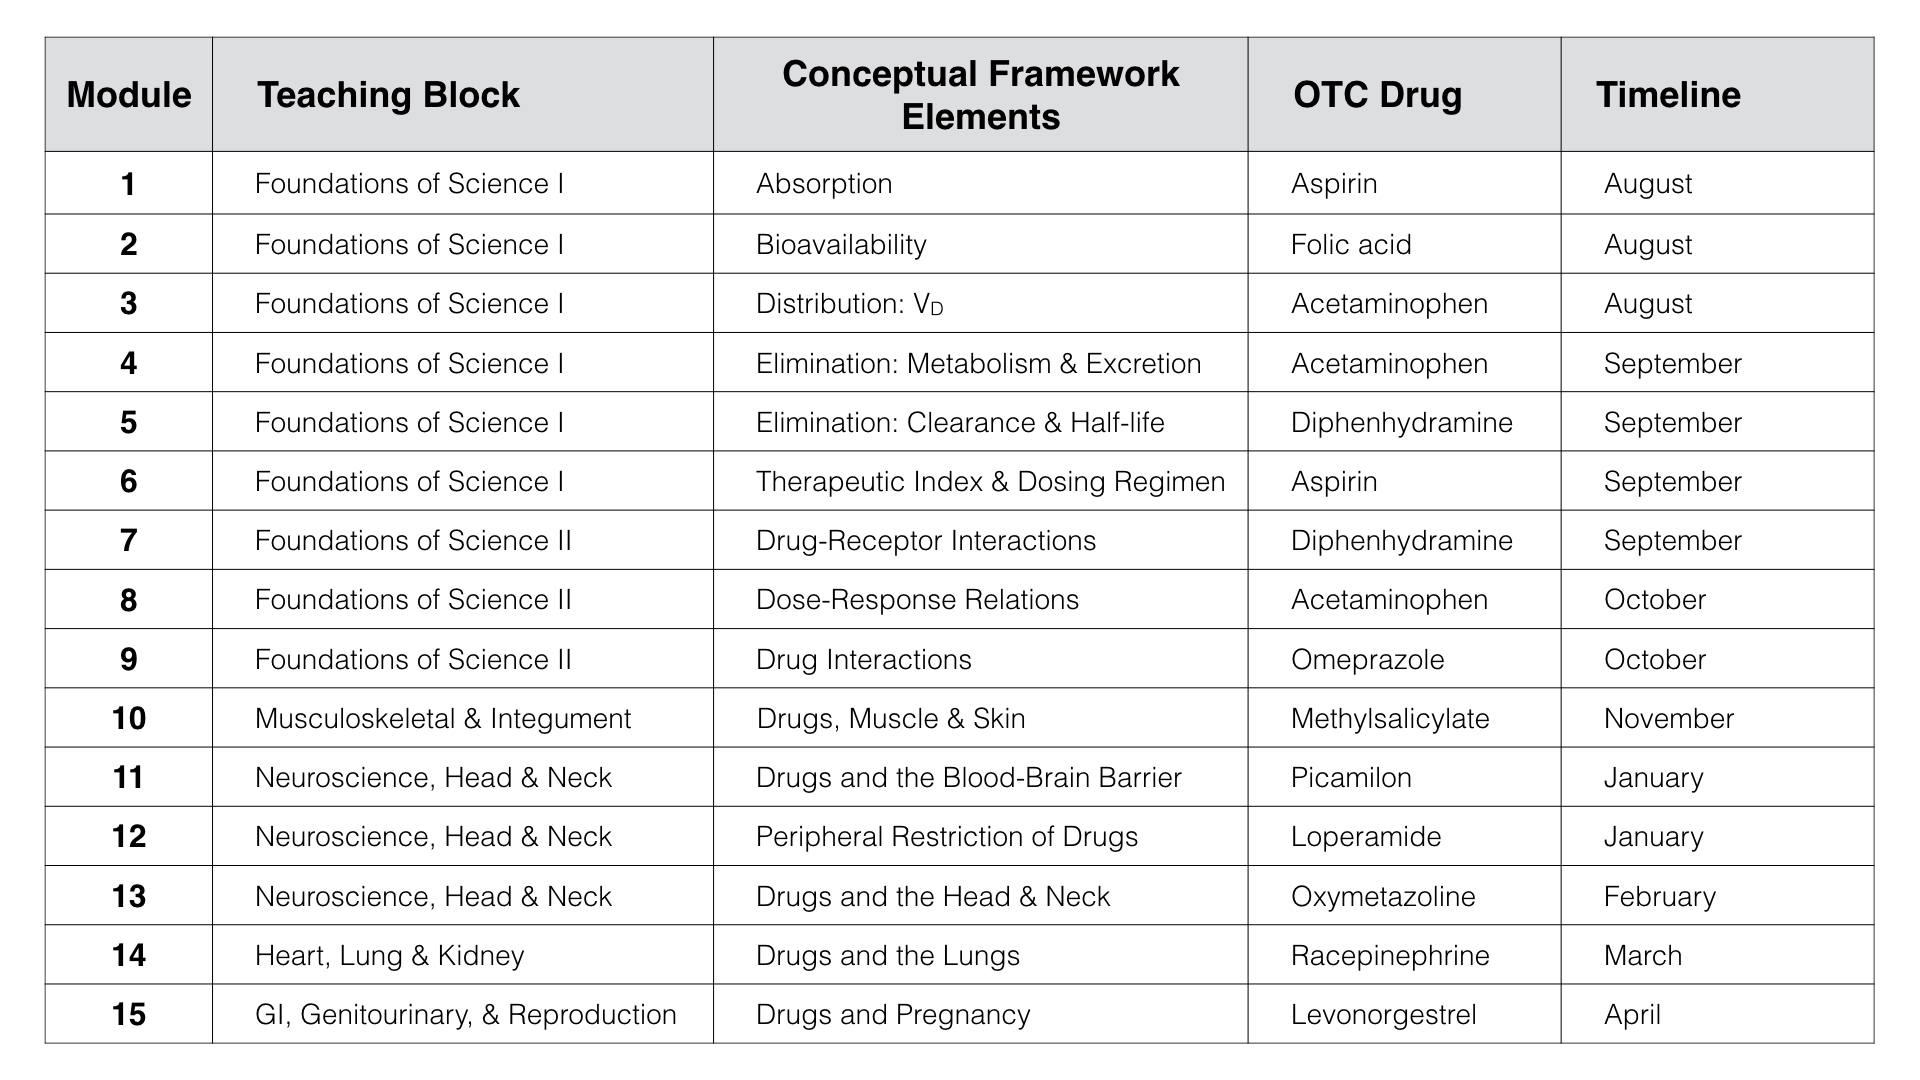 Module Teaching Block Conceptual Framework Elements OTC Drug Timeline
1 Foundations of Science I Absorption Aspirin August
2 Foundations of Science I Bioavailability Folic acid August
3 Foundations of Science I Distribution: VD Acetaminophen August
4 Foundations of Science I Elimination: Metabolism & Excretion Acetaminophen September
5 Foundations of Science I Elimination: Clearance & Half-life Diphenhydramine September
6 Foundations of Science I Therapeutic Index & Dosing Regimen Aspirin September
7 Foundations of Science II Drug-Receptor Interactions Diphenhydramine September
8 Foundations of Science II Dose-Response Relations Acetaminophen October
9 Foundations of Science II Drug Interactions Omeprazole October
10 Musculoskeletal & Integument Drugs, Muscle & Skin Methylsalicylate November
11 Neuroscience, Head & Neck Drugs and the Blood-Brain Barrier Picamilon January
12 Neuroscience, Head & Neck Peripheral Restriction of Drugs Loperamide January
13 Neuroscience, Head & Neck Drugs and the Head & Neck Oxymetazoline February
14 Heart, Lung & Kidney Drugs and the Lungs Racepinephrine March
15 GI, Genitourinary, & Reproduction Drugs and Pregnancy Levonorgestrel April